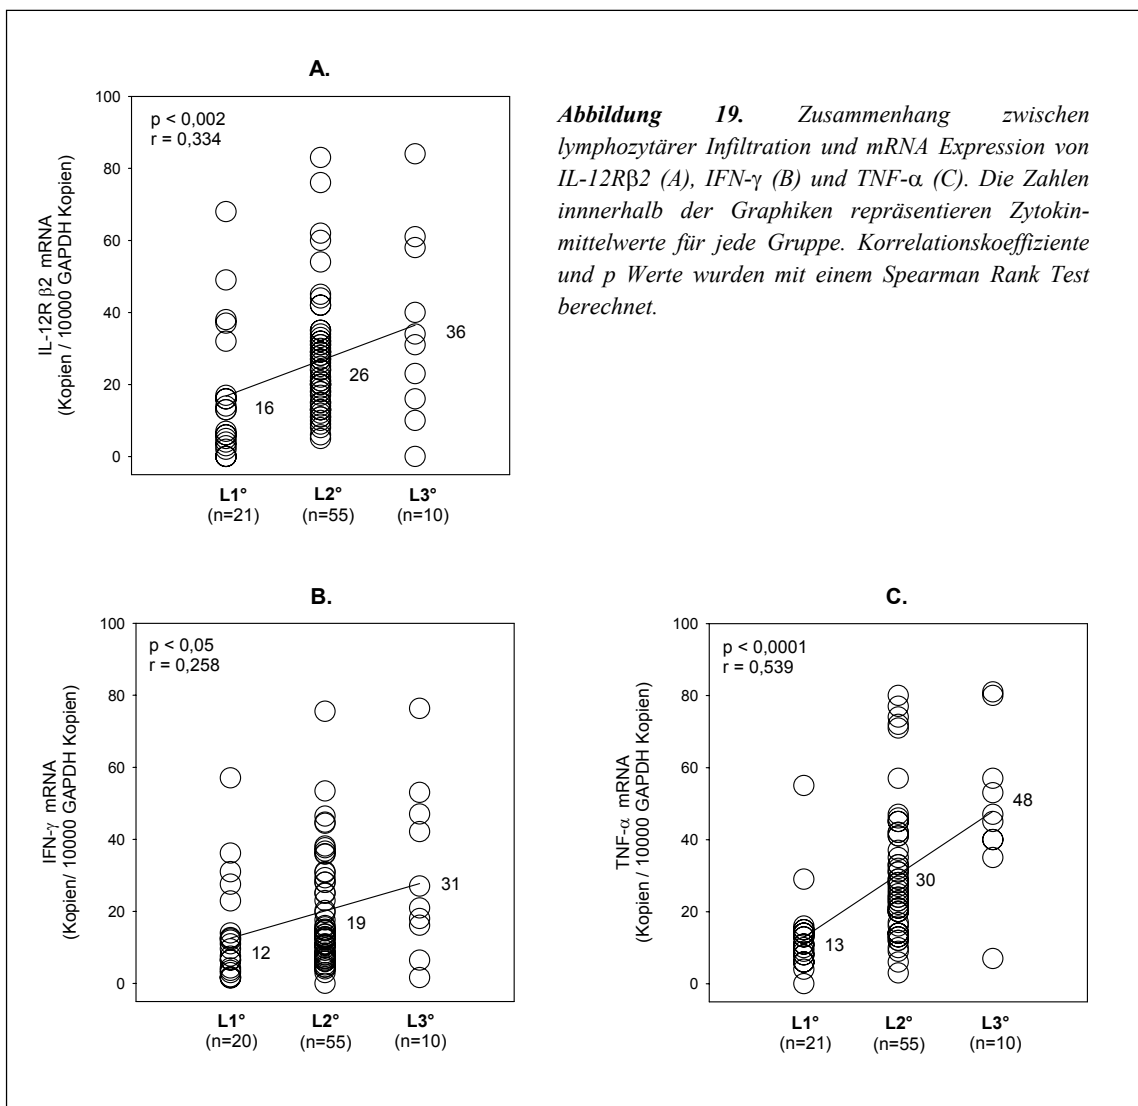 A.
100
80
60
40
20
0
IL-12R β2 mRNA
(Kopien / 10000 GAPDH Kopien)
p < 0,002
r = 0,334
16
26
36
L1° L2° L3°
(n=21) (n=55) (n=10)
Abbildung 19. Zusammenhang zwischen
lymphozytärer Infiltration und mRNA Expression von
IL-12Rβ2 (A), IFN-γ (B) und TNF-α (C). Die Zahlen
innnerhalb der Graphiken repräsentieren Zytokin-
mittelwerte für jede Gruppe. Korrelationskoeffiziente
und p Werte wurden mit einem Spearman Rank Test
berechnet.
B.
100
80
60
40
20
0
IFN-γ mRNA
(Kopien/ 10000 GAPDH Kopien)
p < 0,05
r = 0,258
12
19
31
L1° L2° L3°
(n=20) (n=55) (n=10)
C.
100
80
60
40
20
0
TNF-α mRNA
(Kopien / 10000 GAPDH Kopien)
p < 0,0001
r = 0,539
13
30
48
L1° L2° L3°
(n=21) (n=55) (n=10)